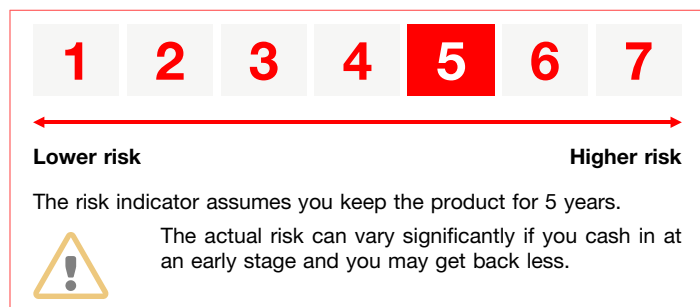 1 2 3 4 5 6 7
Lower risk Higher risk
The risk indicator assumes you keep the product for 5 years.
The actual risk can vary significantly if you cash in at
an early stage and you may get back less.